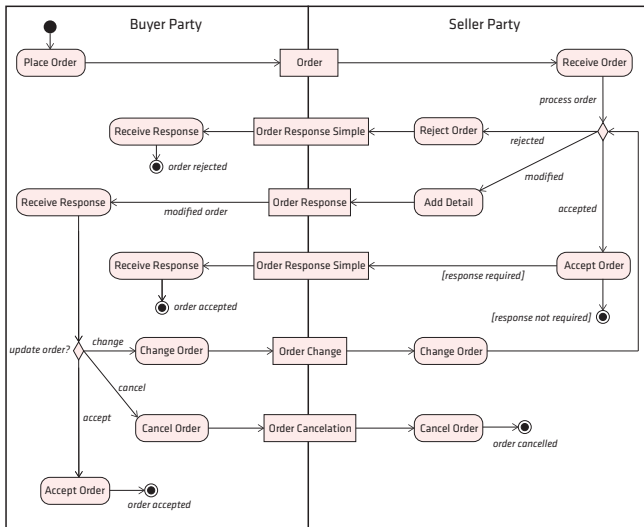 Buyer Party
Seller Party
Place Order
Order
Receive Order
process order
Receive Response
Order Response Simple
Reject Order
rejected
order rejected
modified
Receive Response
modified order
Order Response
Add Detail
accepted
Receive Response
Order Response Simple
[response required]
Accept Order
order accepted
[response not required]
update order?
change
Change Order
Order Change
Change Order
cancel
accept
Cancel Order
Order Cancelation
Cancel Order
order cancelled
Accept Order
order accepted